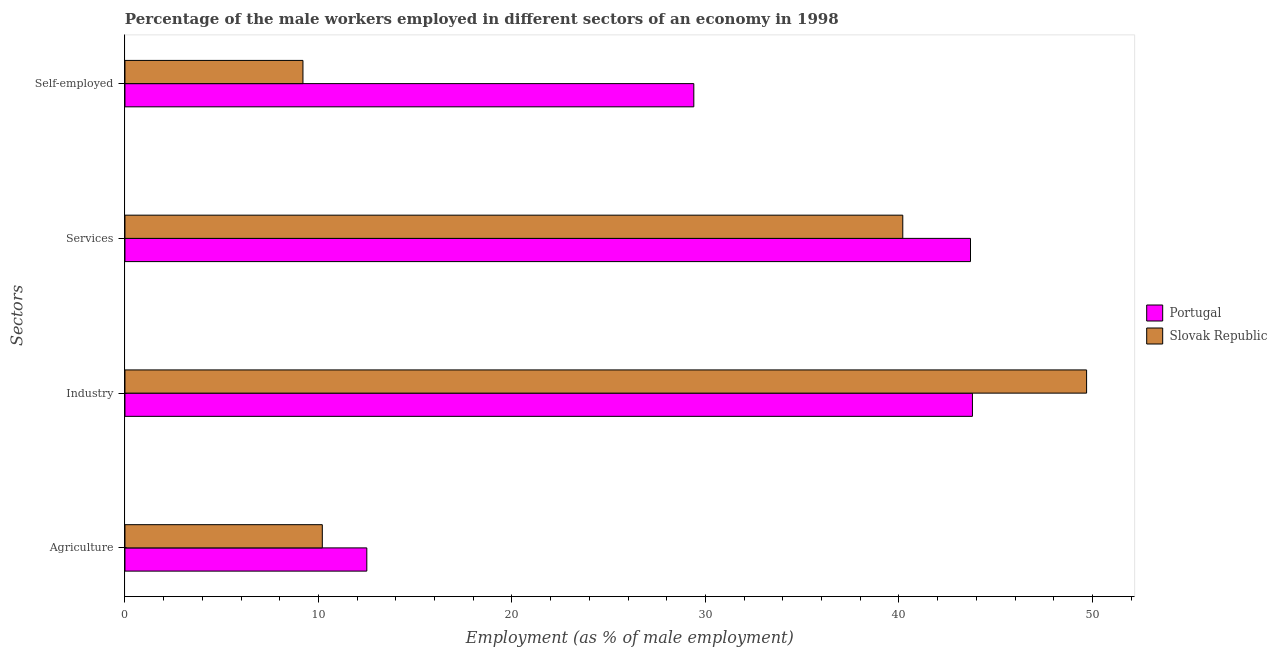 Percentage of the male workers employed in different sectors of an economy in 1998
Sectors
Self-employed
Services
Industry
Agriculture
0
10
20
30
40
50
Employment (as % of male employment)
Portugal
Slovak Republic